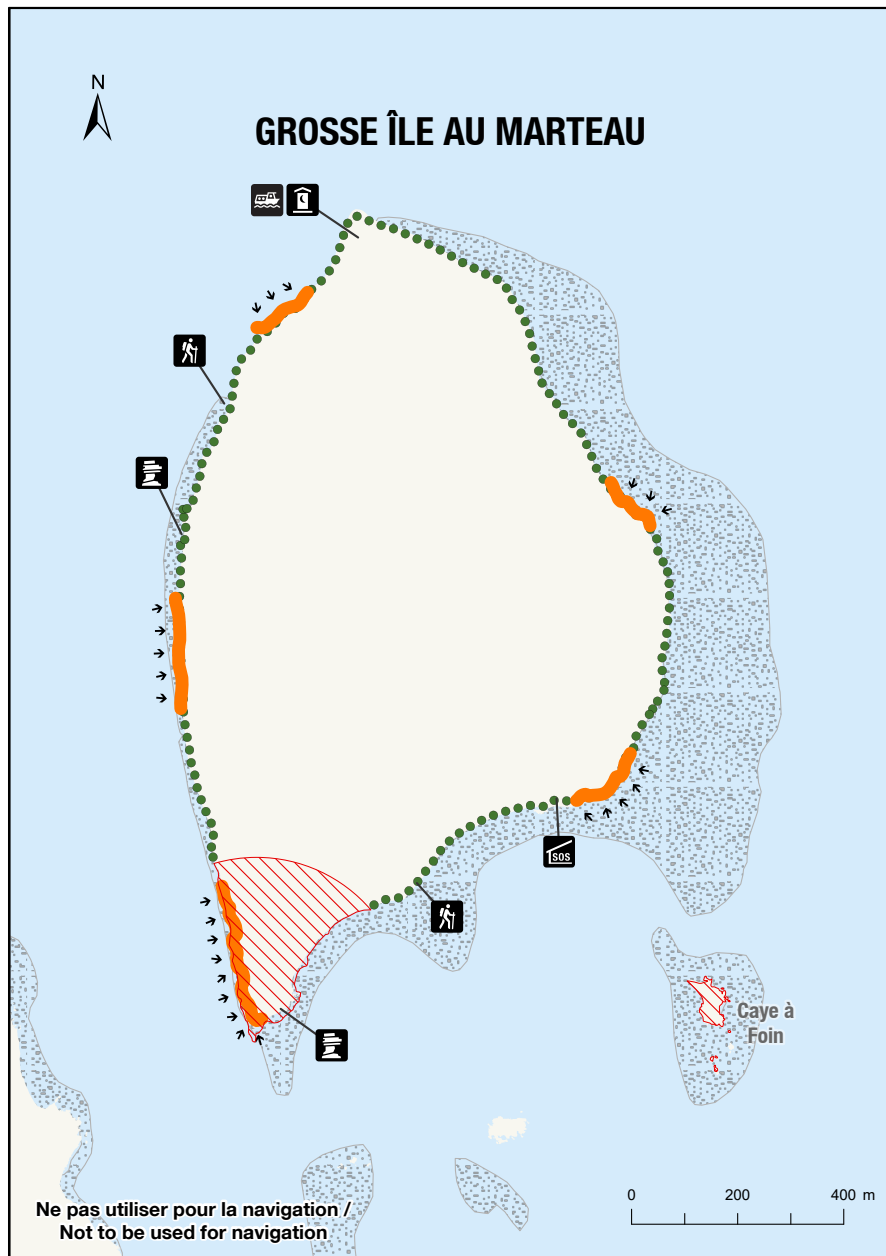 N
GROSSE ÎLE AU MARTEAU
SOS
Caye à
Foin
Ne pas utiliser pour la navigation /
Not to be used for navigation
0 200 400 m